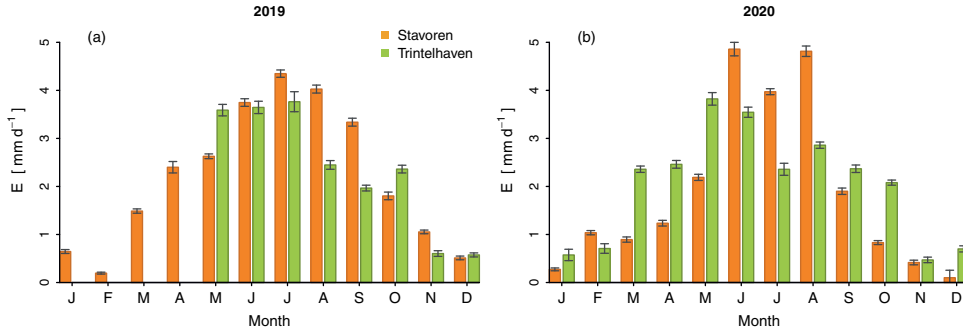 2019
(a)
Stavoren
Trintelhaven
E [ mm d⁻¹ ]
5
4
3
2
1
0
J F M A M J J A S O N D
Month
2020
(b)
E [ mm d⁻¹ ]
5
4
3
2
1
0
J F M A M J J A S O N D
Month